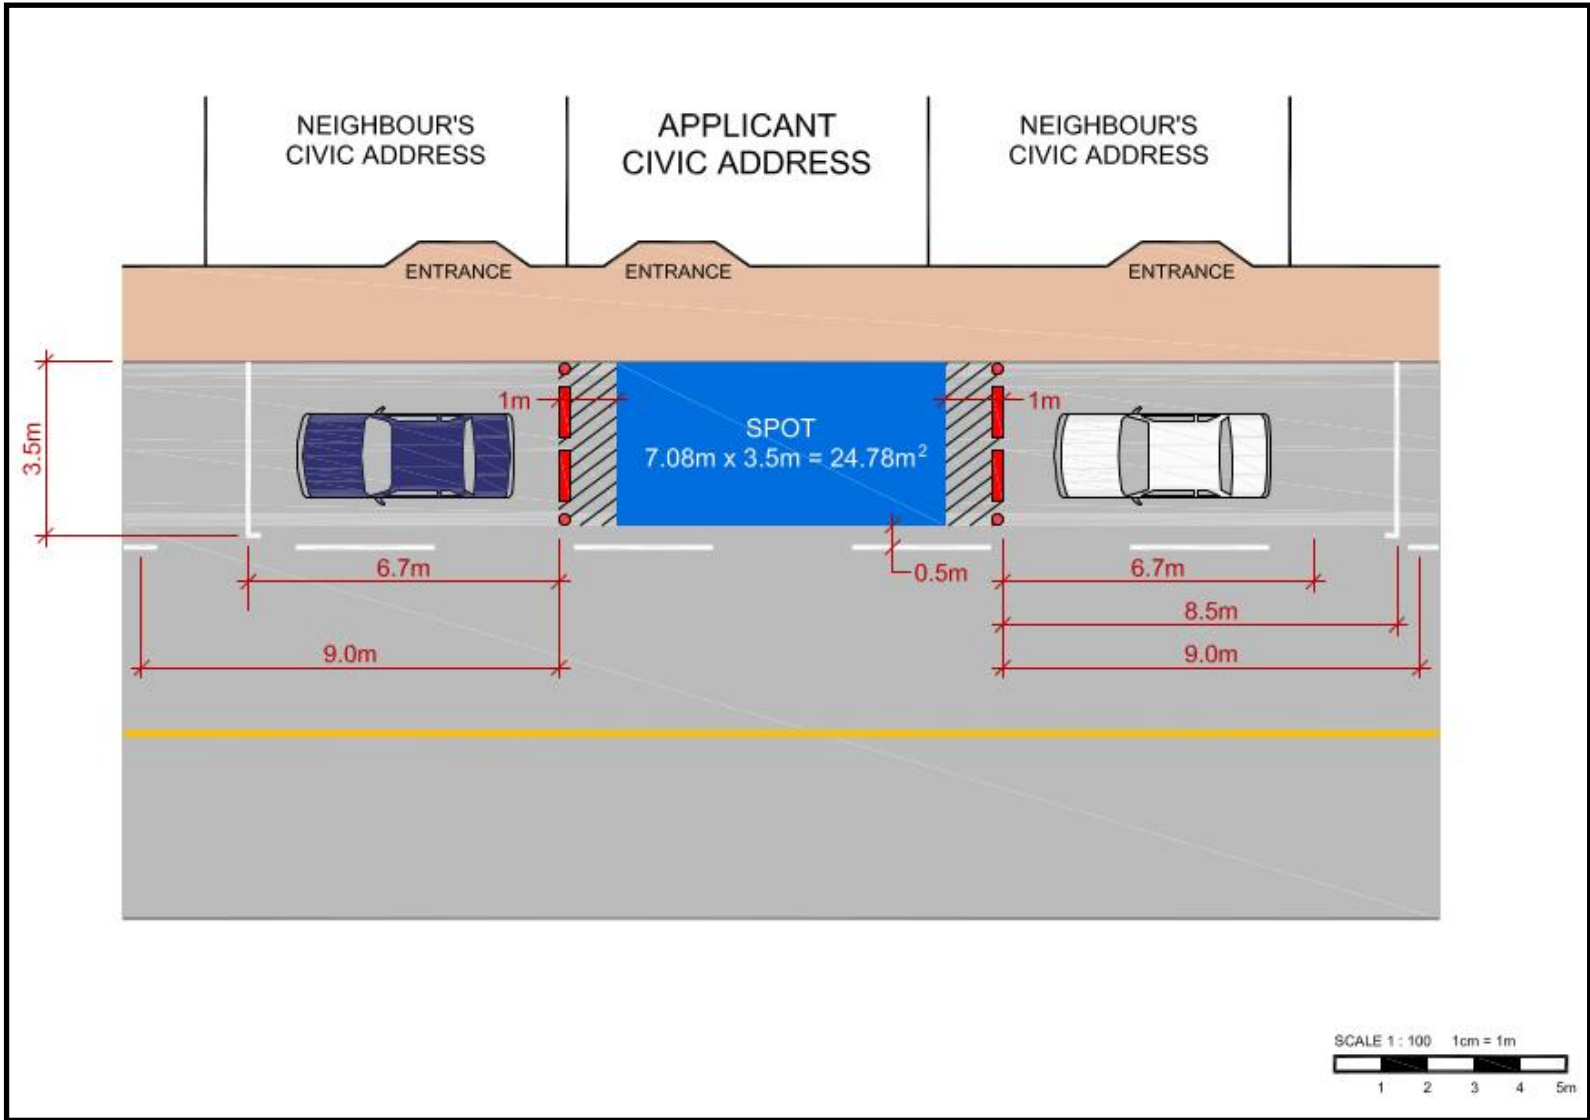 NEIGHBOUR'S
CIVIC ADDRESS
APPLICANT
CIVIC ADDRESS
NEIGHBOUR'S
CIVIC ADDRESS
ENTRANCE
ENTRANCE
ENTRANCE
3.5m
1m
SPOT
7.08m x 3.5m = 24.78m²
1m
6.7m
0.5m
6.7m
8.5m
9.0m
9.0m
SCALE 1 : 100 1cm = 1m
1 2 3 4 5m